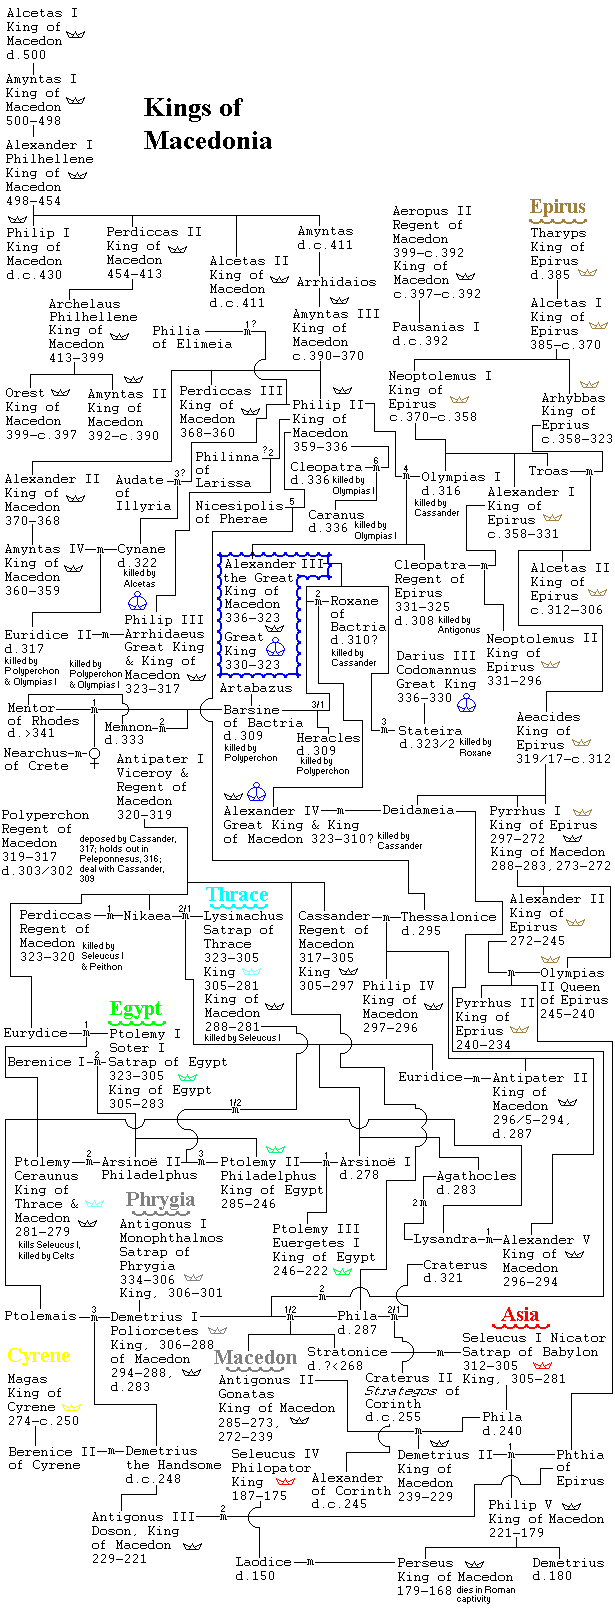 Alcetas I
King of
Macedon
d.500
Amyntas I
King of
Macedon
500-498
Kings of
Macedonia
Alexander I
Philhellene
King of
Macedon
498-454
Philip I
King of
Macedon
d.c.430
Perdiccas II
King of
Macedon
454-413
Alcetas II
King of
Macedon
d.c.411
Amyntas
d.c.411
Arrhidaios
Aeropus II
Regent of
Macedon
399-c.392
King of
Macedon
c.397-c.392
Pausanias I
d.c.392
Epirus
Tharyps
King of
Epirus
d.385
Alcetas I
King of
Epirus
385-c.370
Archelaus
Philhellene
King of
Macedon
413-399
Philia
of Elimeia
1?
m
Amyntas III
King of
Macedon
c.390-370
Orest
King of
Macedon
399-c.397
Amyntas II
King of
Macedon
392-c.390
Perdiccas III
King of
Macedon
368-360
Philip II
King of
Macedon
359-336
Neoptolemus I
King of
Epirus
c.370-c.358
Arhybbas
King of
Eprius
c.358-323
Alexander II
King of
Macedon
370-368
Audate
of
Illyria
3?
m
Philinna
of
Larissa
?2
m
Cleopatra
d.336
killed by
Olympias I
6
m
4
m
Olympias I
d.316
killed by
Cassander
Troas
m
Alexander I
King of
Epirus
c.358-331
Nicesipolis
of Pherae
5
Caranus
d.336
killed by
Olympias I
Amyntas IV
King of
Macedon
360-359
m
Cynane
d.322
killed by
Alcetas
Alexander III
the Great
King of
Macedon
336-323
Great
King
330-323
Cleopatra
Regent of
Epirus
331-325
d.308
killed by
Antigonus
m
Alcetas II
King of
Epirus
c.312-306
2
m
Roxane
of
Bactria
d.310?
killed by
Cassander
Euridice II
d.317
killed by
Polyperchon
& Olympias I
m
killed by
Polyperchon
& Olympias I
Philip III
Arrhidaeus
Great King
& King of
Macedon
323-317
Darius III
Codomannus
Great King
336-330
Neoptolemus II
King of
Epirus
331-296
Artabazus
Mentor
of Rhodes
d.>341
1
m
Memnon
d.333
2
m
Barsine
of Bactria
d.309
killed by
Polyperchon
3/1
m
Heracles
d.309
killed by
Polyperchon
3
m
Stateira
d.323/2
killed by
Roxane
Aeacides
King of
Epirus
319/17-c.312
Nearchus
of Crete
m
Antipater I
Viceroy &
Regent of
Macedon
320-319
Alexander IV
Great King & King
of Macedon 323-310?
killed by
Cassander
m
Deidameia
Pyrrhus I
King of Epirus
297-272
King of Macedon
288-283, 273-272
Polyperchon
Regent of
Macedon
319-317
d.303/302
deposed by Cassander,
317; holds out in
Peleponnesus, 316;
deal with Cassander,
309
Thrace
Perdiccas
Regent of
Macedon
323-320
killed by
Seleucus I
& Peithon
1
m
Nikaea
2/1
m
Lysimachus
Satrap of
Thrace
323-305
King
305-281
King of
Macedon
288-281
killed by Seleucus I
Cassander
Regent of
Macedon
317-305
King
305-297
m
Thessalonice
d.295
Alexander II
King of
Epirus
272-245
Philip IV
King of
Macedon
297-296
m
Olympias
II Queen
of Epirus
245-240
Pyrrhus II
King of
Eprius
240-234
Egypt
Eurydice
1
m
Ptolemy I
Soter I
Satrap of Egypt
323-305
King of Egypt
305-283
Berenice I
2
m
Euridice
m
Antipater II
King of
Macedon
296/5-294,
d.287
1/2
m
Ptolemy
Ceraunus
King of
Thrace &
Macedon
281-279
kills Seleucus I,
killed by Celts
2
m
Arsinoë II
Philadelphus
3
m
Ptolemy II
Philadelphus
King of Egypt
285-246
1
m
Arsinoë I
d.278
Agathocles
d.283
2
m
Phrygia
Antigonus I
Monophthalmos
Satrap of
Phrygia
334-306
King, 306-301
Ptolemy III
Euergetes I
King of Egypt
246-222
Lysandra
1
m
Alexander V
King of
Macedon
296-294
Craterus
d.321
2
m
Ptolemais
3
m
Demetrius I
Poliorcetes
King, 306-288
of Macedon
294-288,
d.283
1/2
m
Phila
d.287
2/1
m
Asia
Seleucus I Nicator
Satrap of Babylon
312-305
King, 305-281
Stratonice
d.?<268
m
Cyrene
Magas
King of
Cyrene
274-c.250
Macedon
Antigonus II
Gonatas
King of Macedon
285-273,
272-239
Craterus II
Strategos of
Corinth
d.c.255
Phila
d.240
m
Berenice II
of Cyrene
m
Demetrius
the Handsome
d.c.248
Seleucus IV
Philopator
King
187-175
Alexander
of Corinth
d.c.245
Demetrius II
King of
Macedon
239-229
1
m
Phthia
of
Epirus
Antigonus III
Doson, King
of Macedon
229-221
2
m
Philip V
King of Macedon
221-179
Laodice
d.150
m
Perseus
King of Macedon
179-168
dies in Roman
captivity
Demetrius
d.180